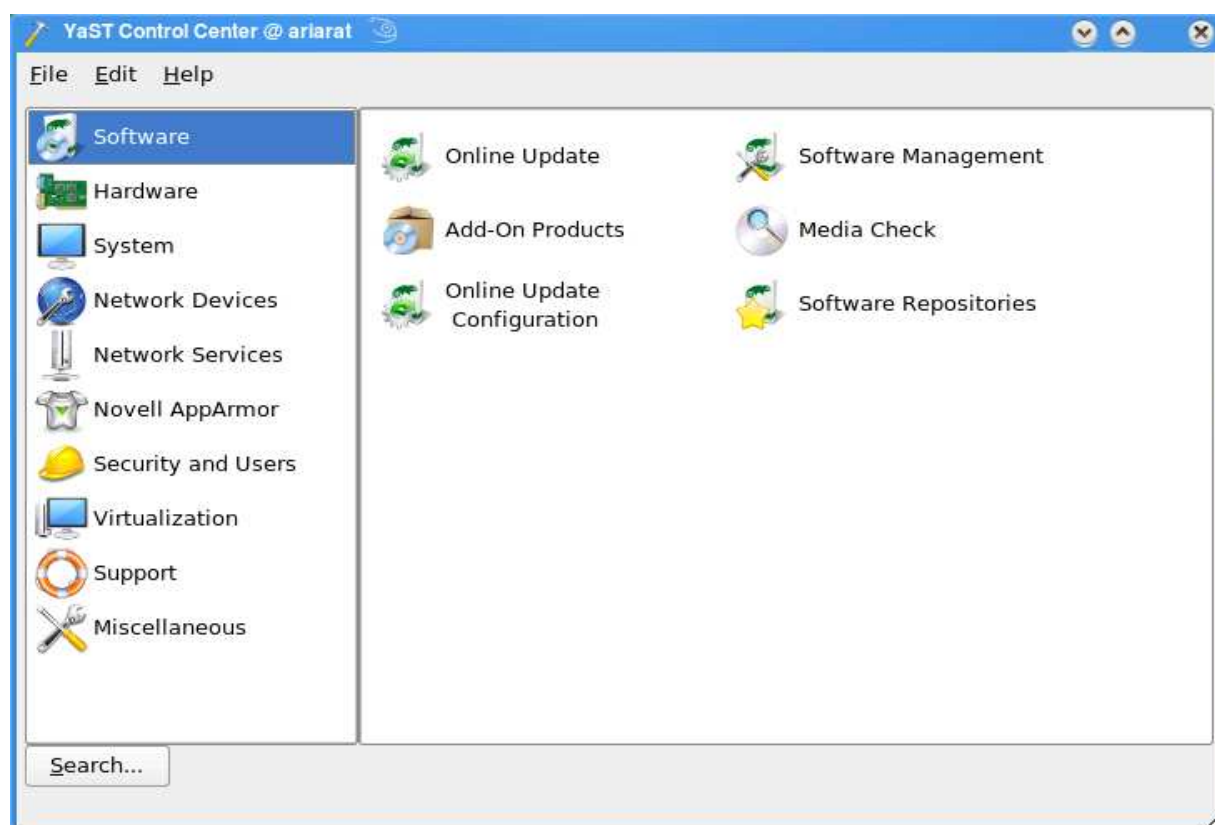 YaST Control Center @ arlarat
File Edit Help
Software
Hardware
System
Network Devices
Network Services
Novell AppArmor
Security and Users
Virtualization
Support
Miscellaneous
Online Update
Software Management
Add-On Products
Media Check
Online Update
Configuration
Software Repositories
Search...